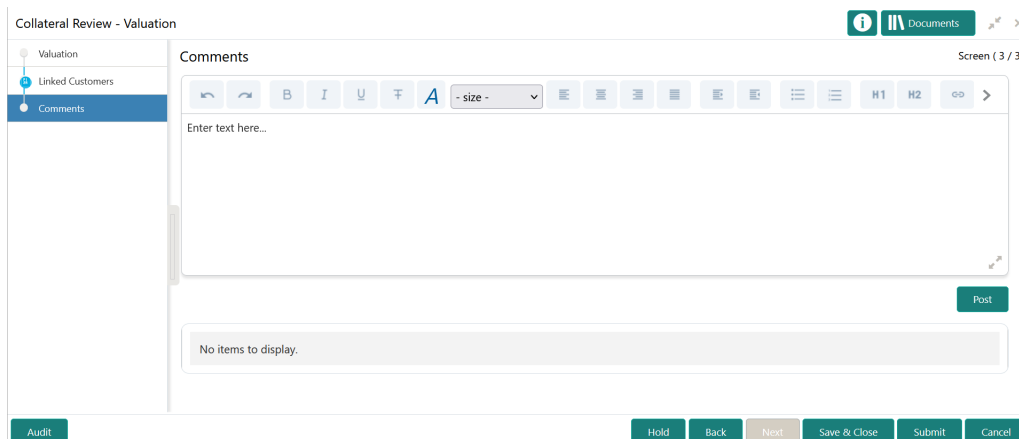 Collateral Review - Valuation
Documents
Valuation
Linked Customers
Comments
Comments
Screen ( 3 / 3
B I U T A - size - H1 H2
Enter text here...
Post
No items to display.
Audit
Hold Back Next Save & Close Submit Cancel